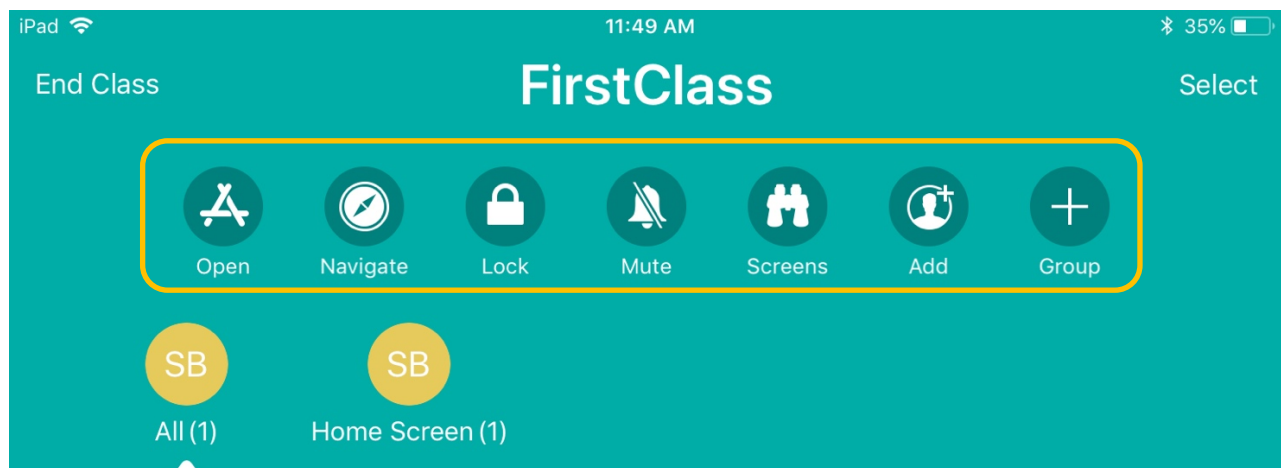 iPad 11:49 AM 35%
End Class FirstClass Select
Open Navigate Lock Mute Screens Add Group
SB SB
All (1) Home Screen (1)